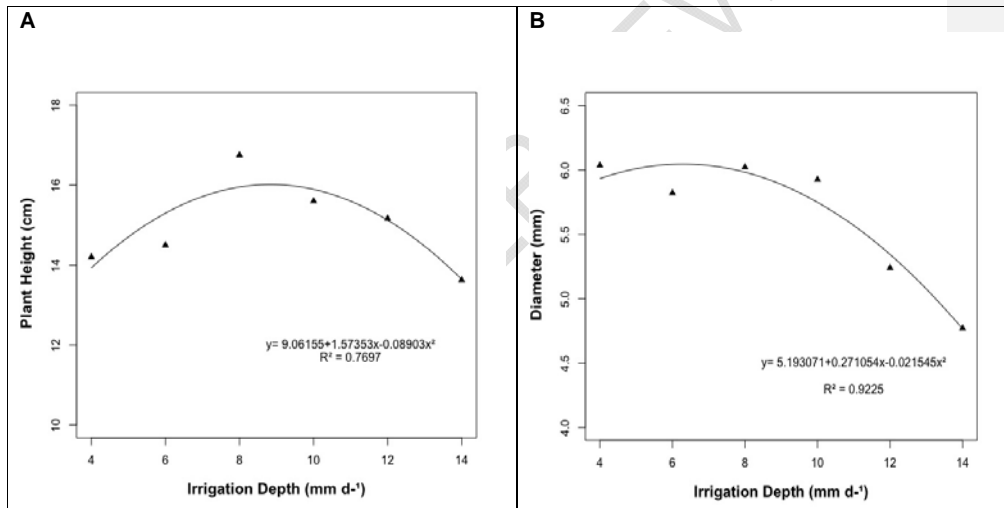 A
18
16
14
12
10
Plant Height (cm)
y= 9.06155+1.57353x-0.08903x²
R² = 0.7697
4 6 8 10 12 14
Irrigation Depth (mm d-¹)
B
6.5
6.0
5.5
5.0
4.5
4.0
Diameter (mm)
y= 5.193071+0.271054x-0.021545x²
R² = 0.9225
4 6 8 10 12 14
Irrigation Depth (mm d-¹)